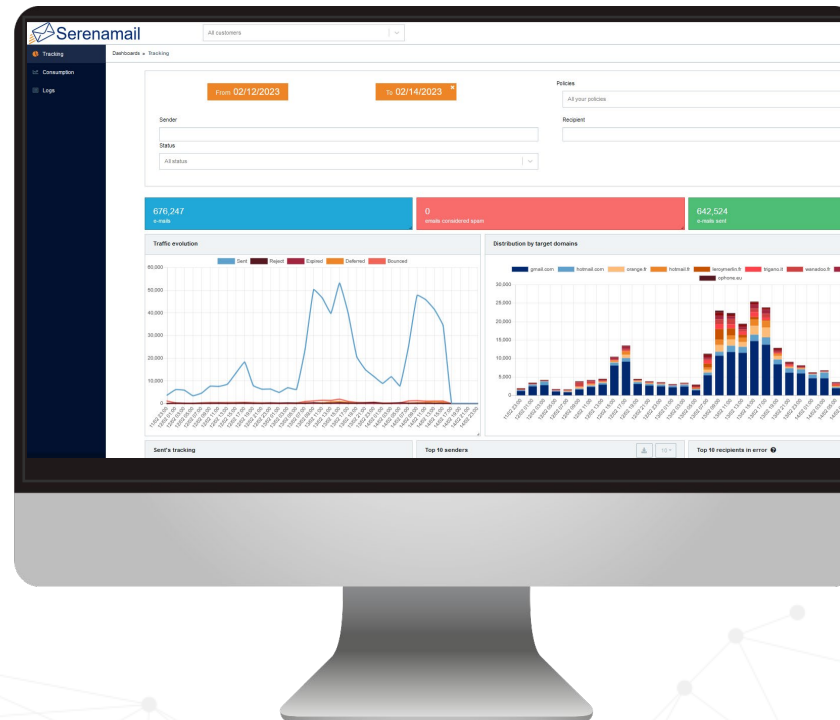 Serenamail
All customers
Tracking
Consumption
Logs
Dashboards » Tracking
From 02/12/2023
To 02/14/2023
Policies
All your policies
Sender
Recipient
Status
All status
676,247
e-mails
0
emails considered spam
642,524
e-mails sent
Traffic evolution
Sent Reject Expired Deferred Bounced
60,000
50,000
40,000
30,000
20,000
10,000
0
Distribution by target domains
gmail.com hotmail.com orange.fr hotmail.fr leroymerlin.fr trigano.it wanadoo.fr
ophone.eu
30,000
25,000
20,000
15,000
10,000
5,000
0
Sent's tracking
Top 10 senders
10
Top 10 recipients in error